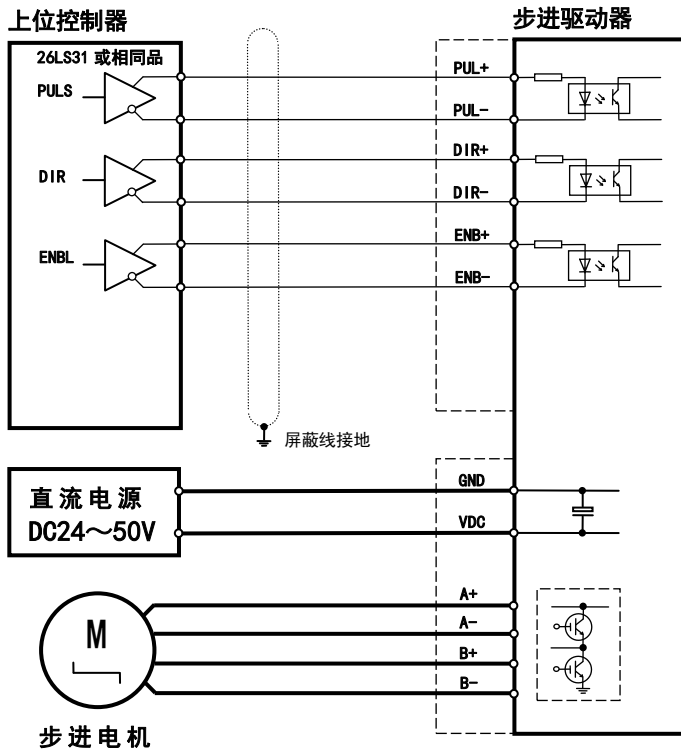 上位控制器
步进驱动器
26LS31 或相同品
PULS
PUL+
PUL-
DIR
DIR+
DIR-
ENBL
ENB+
ENB-
屏蔽线接地
直流电源
DC24～50V
GND
VDC
M
A+
A-
B+
B-
步进电机